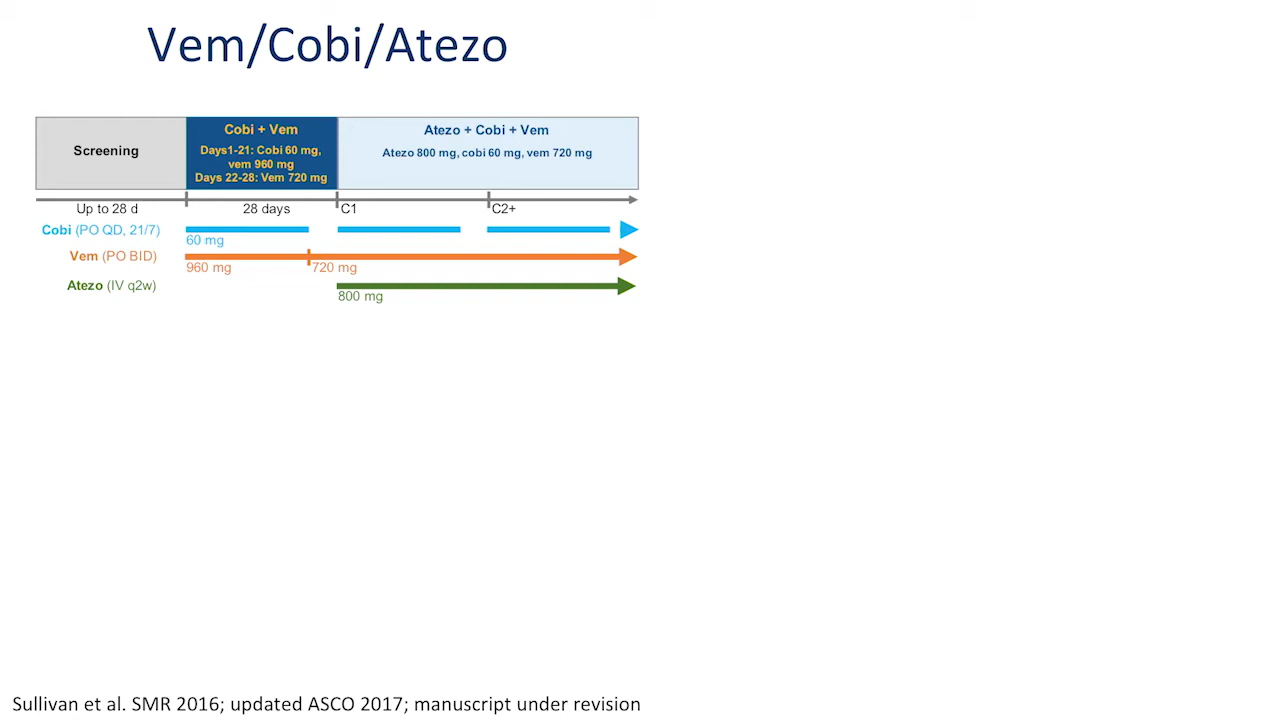 Vem/Cobi/Atezo
Screening
Cobi + Vem
Days1-21: Cobi 60 mg,
vem 960 mg
Days 22-28: Vem 720 mg
Atezo + Cobi + Vem
Atezo 800 mg, cobi 60 mg, vem 720 mg
Up to 28 d
28 days
C1
C2+
Cobi (PO QD, 21/7)
60 mg
Vem (PO BID)
960 mg
720 mg
Atezo (IV q2w)
800 mg
Sullivan et al. SMR 2016; updated ASCO 2017; manuscript under revision